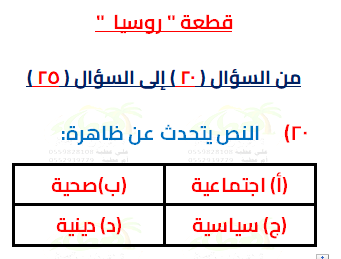 قطعة " روسيا "
من السؤال ( ٢٠ ) إلى السؤال ( ٢٥ )
٢٠) النص يتحدث عن ظاهرة:
(أ) اجتماعية (ب)صحية
(ج) سياسية (د) دينية